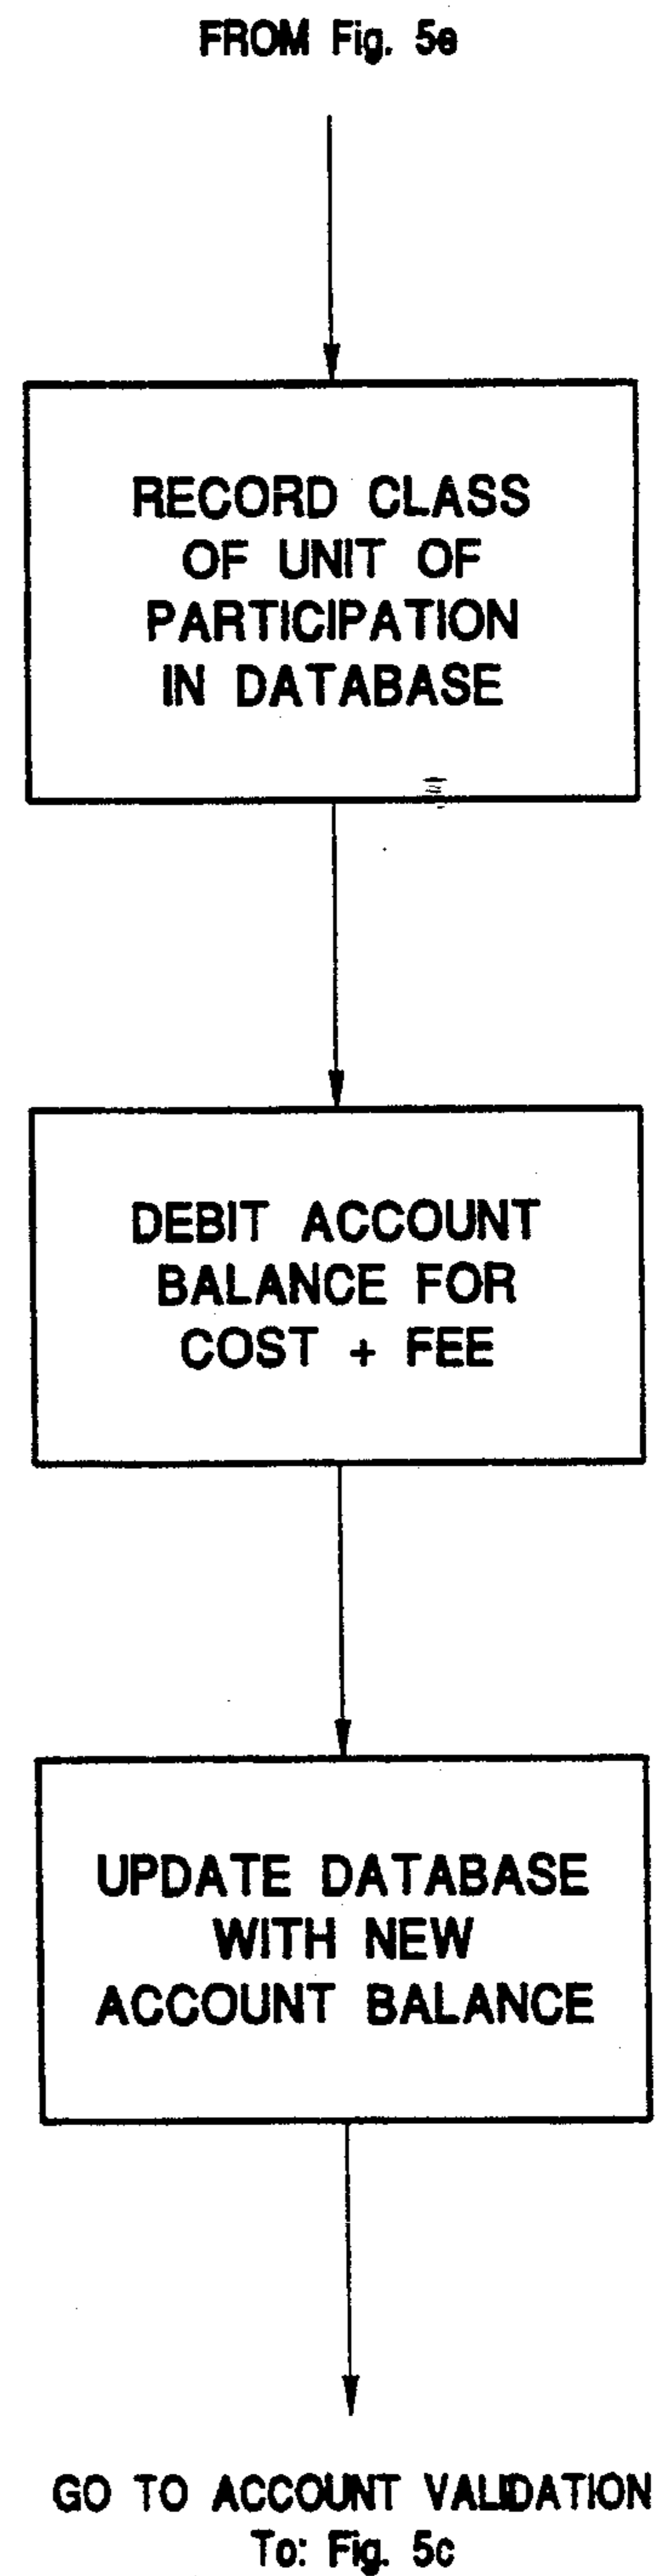 FROM Fig. 5e
RECORD CLASS
OF UNIT OF
PARTICIPATION
IN DATABASE
DEBIT ACCOUNT
BALANCE FOR
COST + FEE
UPDATE DATABASE
WITH NEW
ACCOUNT BALANCE
GO TO ACCOUNT VALIDATION
To: Fig. 5c